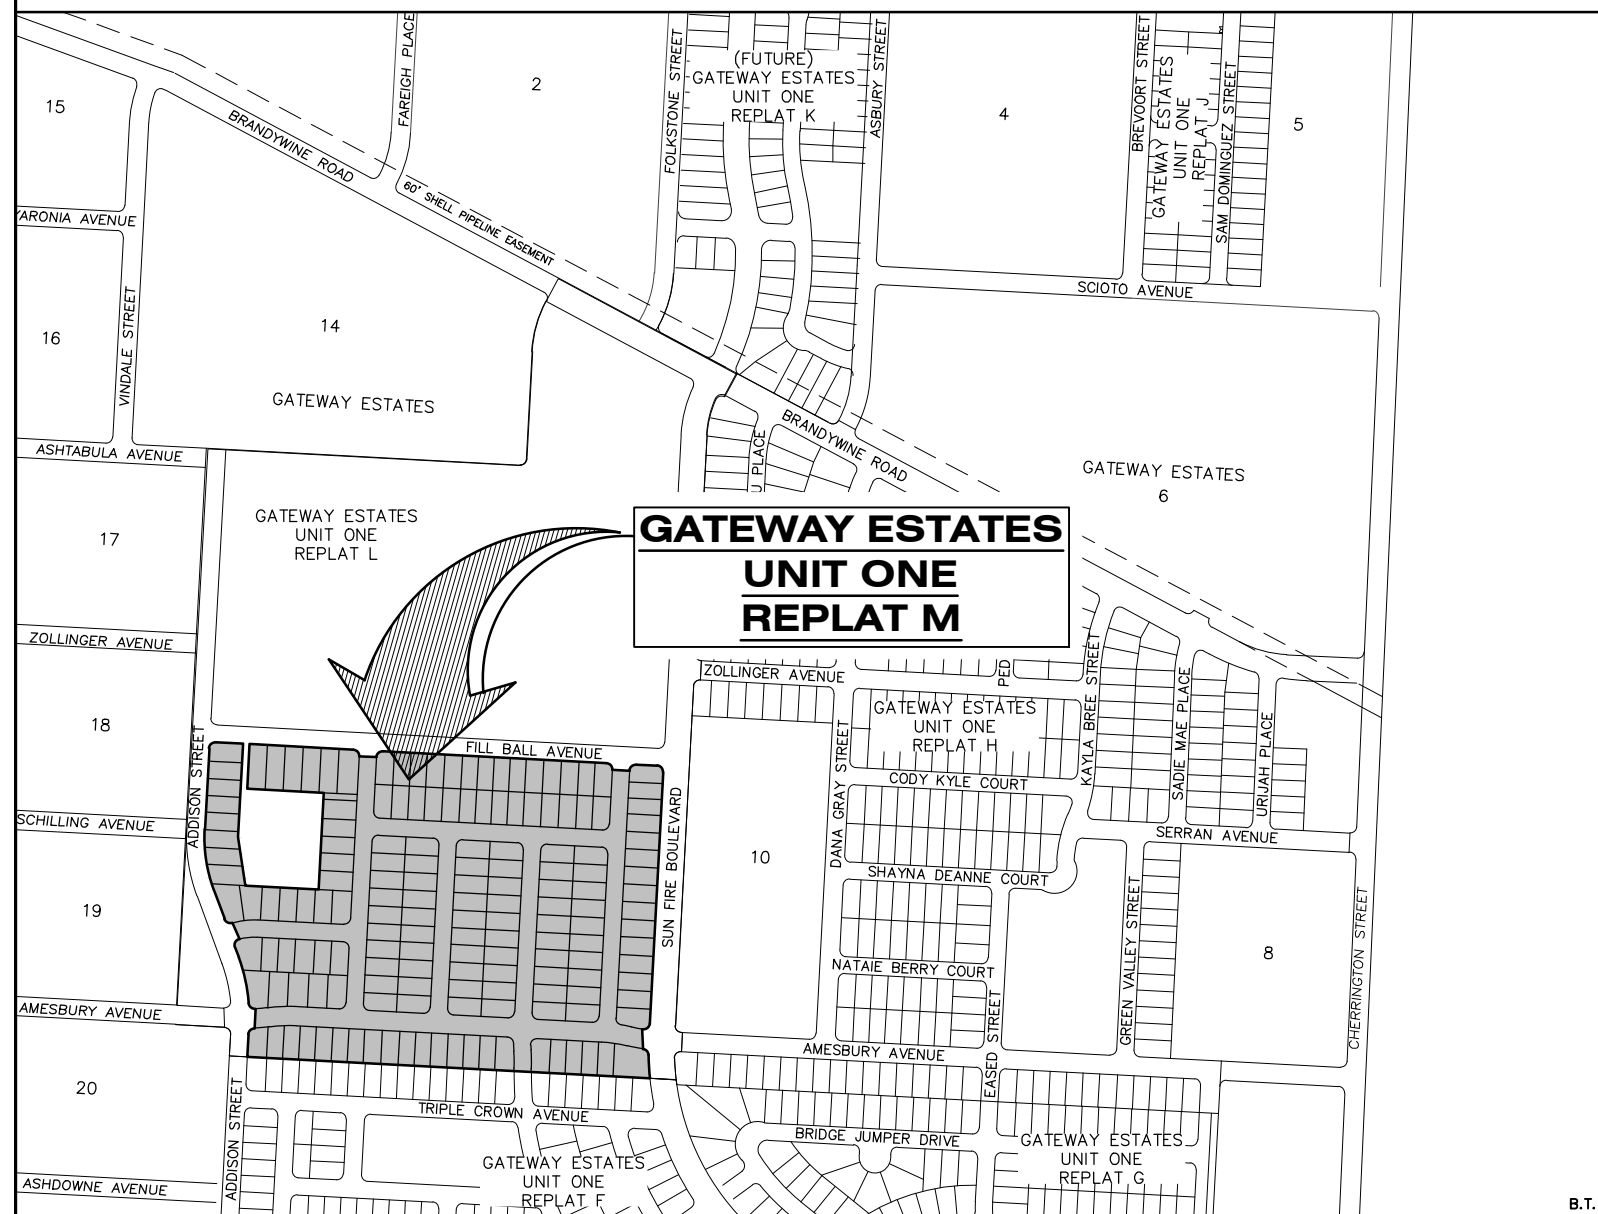 15
BRANDYWINE ROAD
FAREIGH PLACE
2
FOLKSTONE STREET
(FUTURE)
GATEWAY ESTATES
UNIT ONE
REPLAT K
ASBURY STREET
4
BREVOORT STREET
GATEWAY ESTATES
UNIT ONE
REPLAT J
SAM DOMINGUEZ STREET
5
60' SHELL PIPELINE EASEMENT
ARONIA AVENUE
16
VINDALE STREET
14
GATEWAY ESTATES
SCIOTO AVENUE
ASHTABULA AVENUE
U PLACE
BRANDYWINE ROAD
GATEWAY ESTATES
6
17
GATEWAY ESTATES
UNIT ONE
REPLAT L
GATEWAY ESTATES
UNIT ONE
REPLAT M
ZOLLINGER AVENUE
18
ADDISON STREET
FILL BALL AVENUE
ZOLLINGER AVENUE
PED
GATEWAY ESTATES
UNIT ONE
REPLAT H
KAYLA BREE STREET
SADIE MAE PLACE
URIJAH PLACE
DANA GRAY STREET
CODY KYLE COURT
SCHILLING AVENUE
SERRAN AVENUE
SUN FIRE BOULEVARD
10
SHAYNA DEANNE COURT
19
GREEN VALLEY STREET
8
CHERRINGTON STREET
NATAIE BERRY COURT
AMESBURY AVENUE
EASED STREET
AMESBURY AVENUE
20
ADDISON STREET
TRIPLE CROWN AVENUE
BRIDGE JUMPER DRIVE
GATEWAY ESTATES
UNIT ONE
REPLAT G
GATEWAY ESTATES
UNIT ONE
REPLAT F
ASHDOWNE AVENUE
B.T.